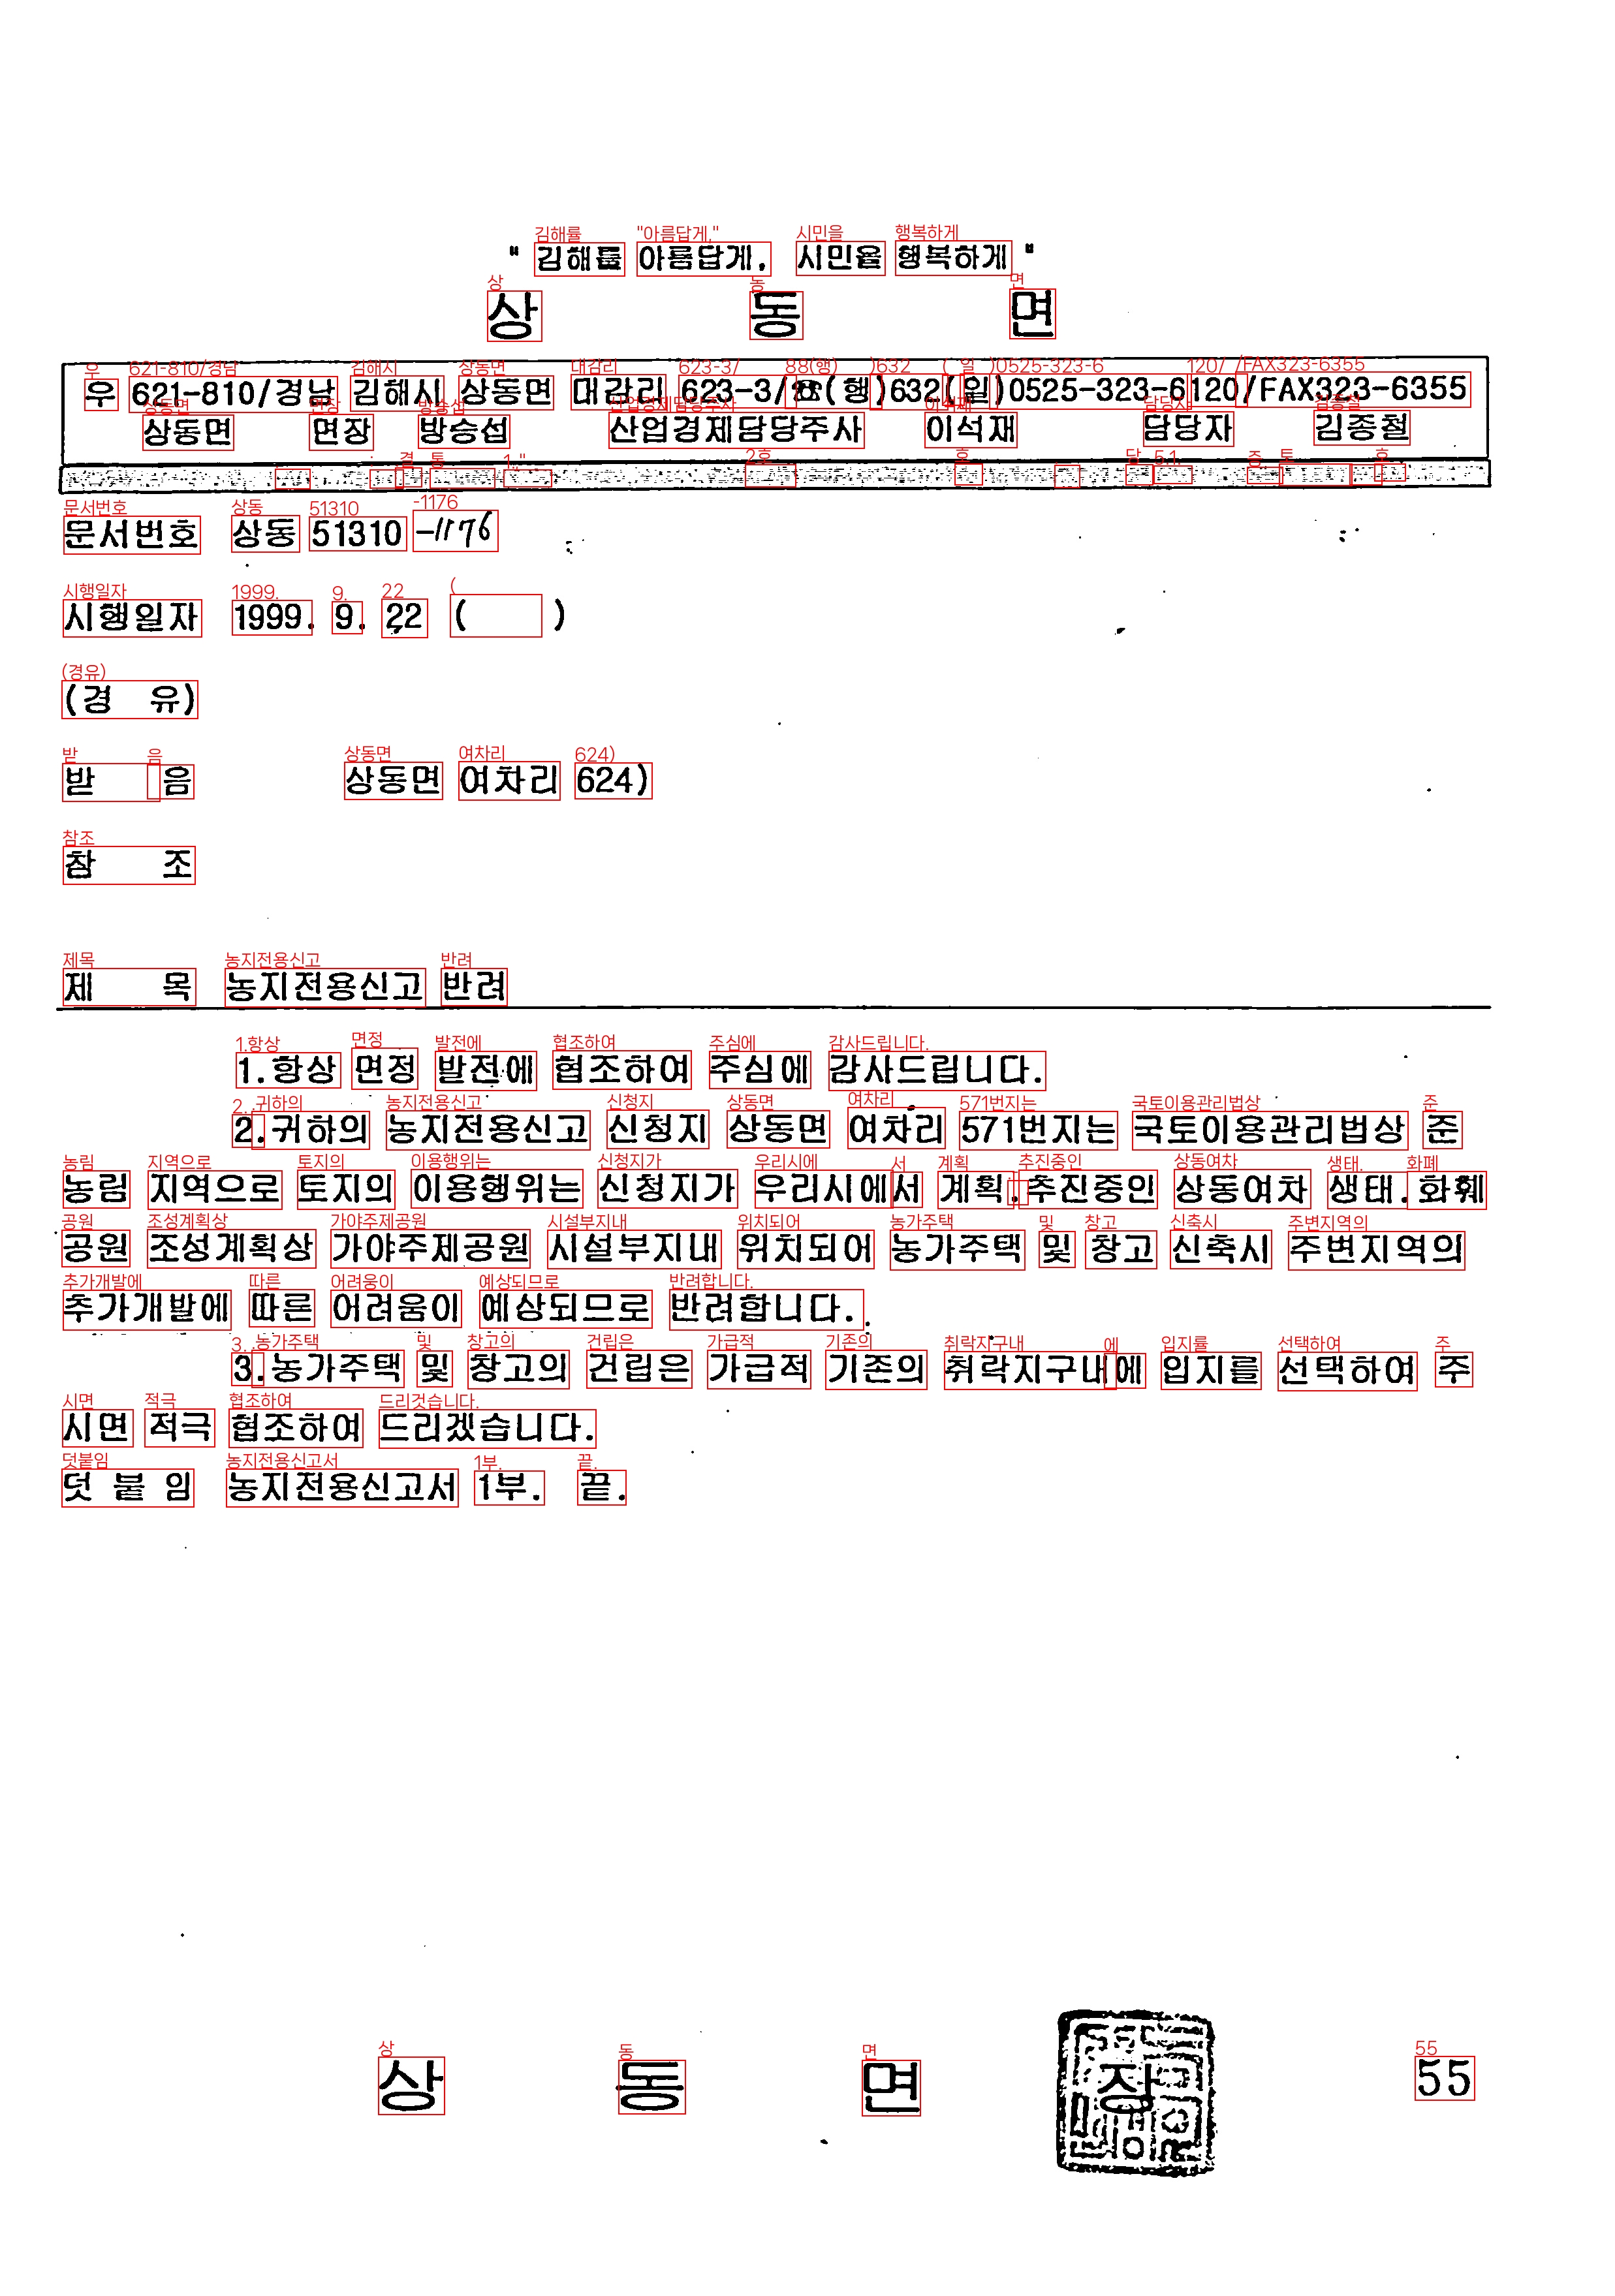 " 김해를 아름답게, 시민을 행복하게 "
상 동 면
우 621-810/경남 김해시 상동면 대감리 623-3/☎(행)632(일)0525-323-6120/FAX323-6355
상동면 면장 방승섭 산업경제담당주사 이석재 담당자 김종철
문서번호 상동 51310 -1176
시행일자 1999. 9. 22 ( )
(경 유)
받 음 상동면 여차리 624)
참 조
제 목 농지전용신고 반려
1.항상 면정 발전에 협조하여 주심에 감사드립니다.
2.귀하의 농지전용신고 신청지 상동면 여차리 571번지는 국토이용관리법상 준
농림 지역으로 토지의 이용행위는 신청지가 우리시에서 계획.추진중인 상동여차 생태.화훼
공원 조성계획상 가야주제공원 시설부지내 위치되어 농가주택 및 창고 신축시 주변지역의
추가개발에 따른 어려움이 예상되므로 반려합니다.
3.농가주택 및 창고의 건립은 가급적 기존의 취락지구내에 입지를 선택하여 주
시면 적극 협조하여 드리겠습니다.
덧 붙 임 농지전용신고서 1부. 끝.
상 동 면 장
55